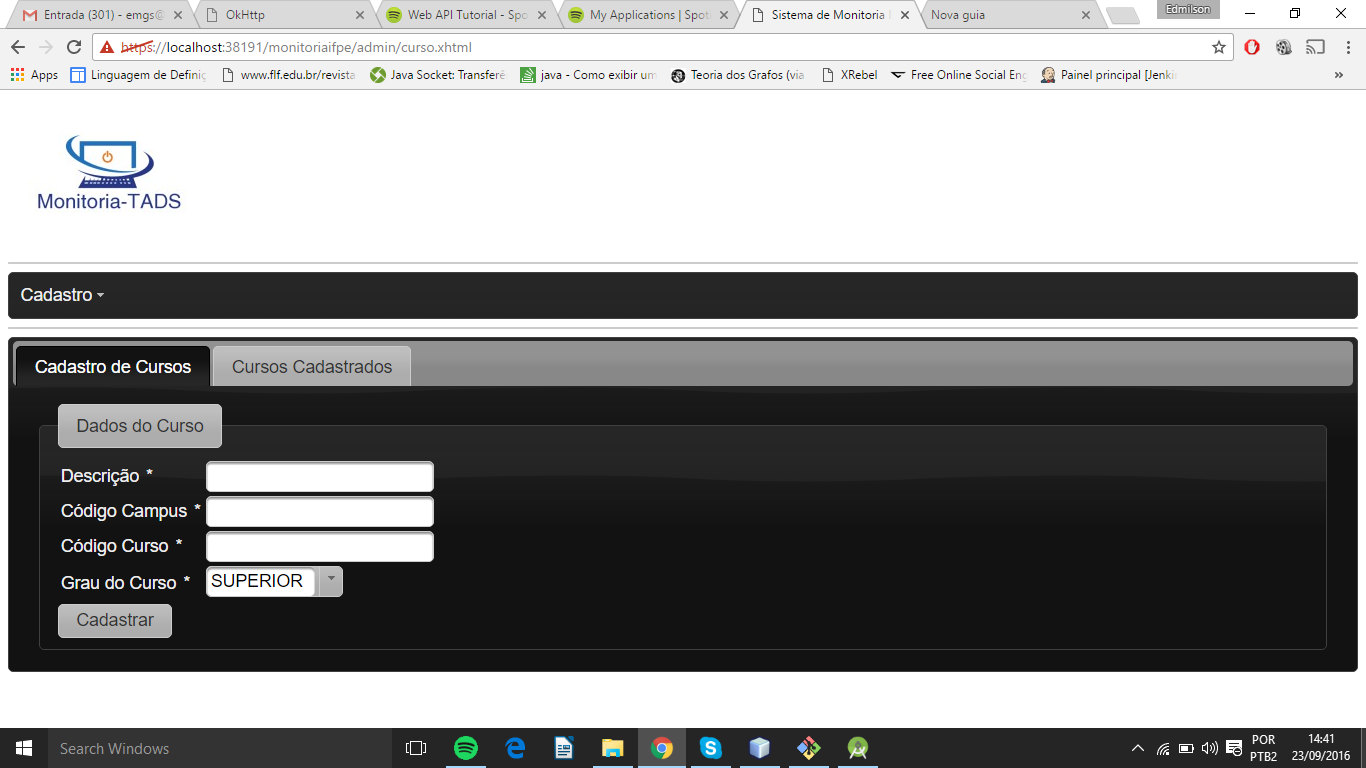 Entrada (301) - emgs@
OkHttp
Web API Tutorial - Spo
My Applications | Spot
Sistema de Monitoria
Nova guia
Edmilson
https://localhost:38191/monitoriaifpe/admin/curso.xhtml
Apps
Linguagem de Defini
www.flf.edu.br/revista
Java Socket: Transfer
java - Como exibir um
Teoria dos Grafos (via
XRebel
Free Online Social En
Painel principal [Jenki
»
Monitoria-TADS
Cadastro
Cadastro de Cursos
Cursos Cadastrados
Dados do Curso
Descrição *
Código Campus *
Código Curso *
Grau do Curso * SUPERIOR
Cadastrar
Search Windows
POR
PTB2
14:41
23/09/2016